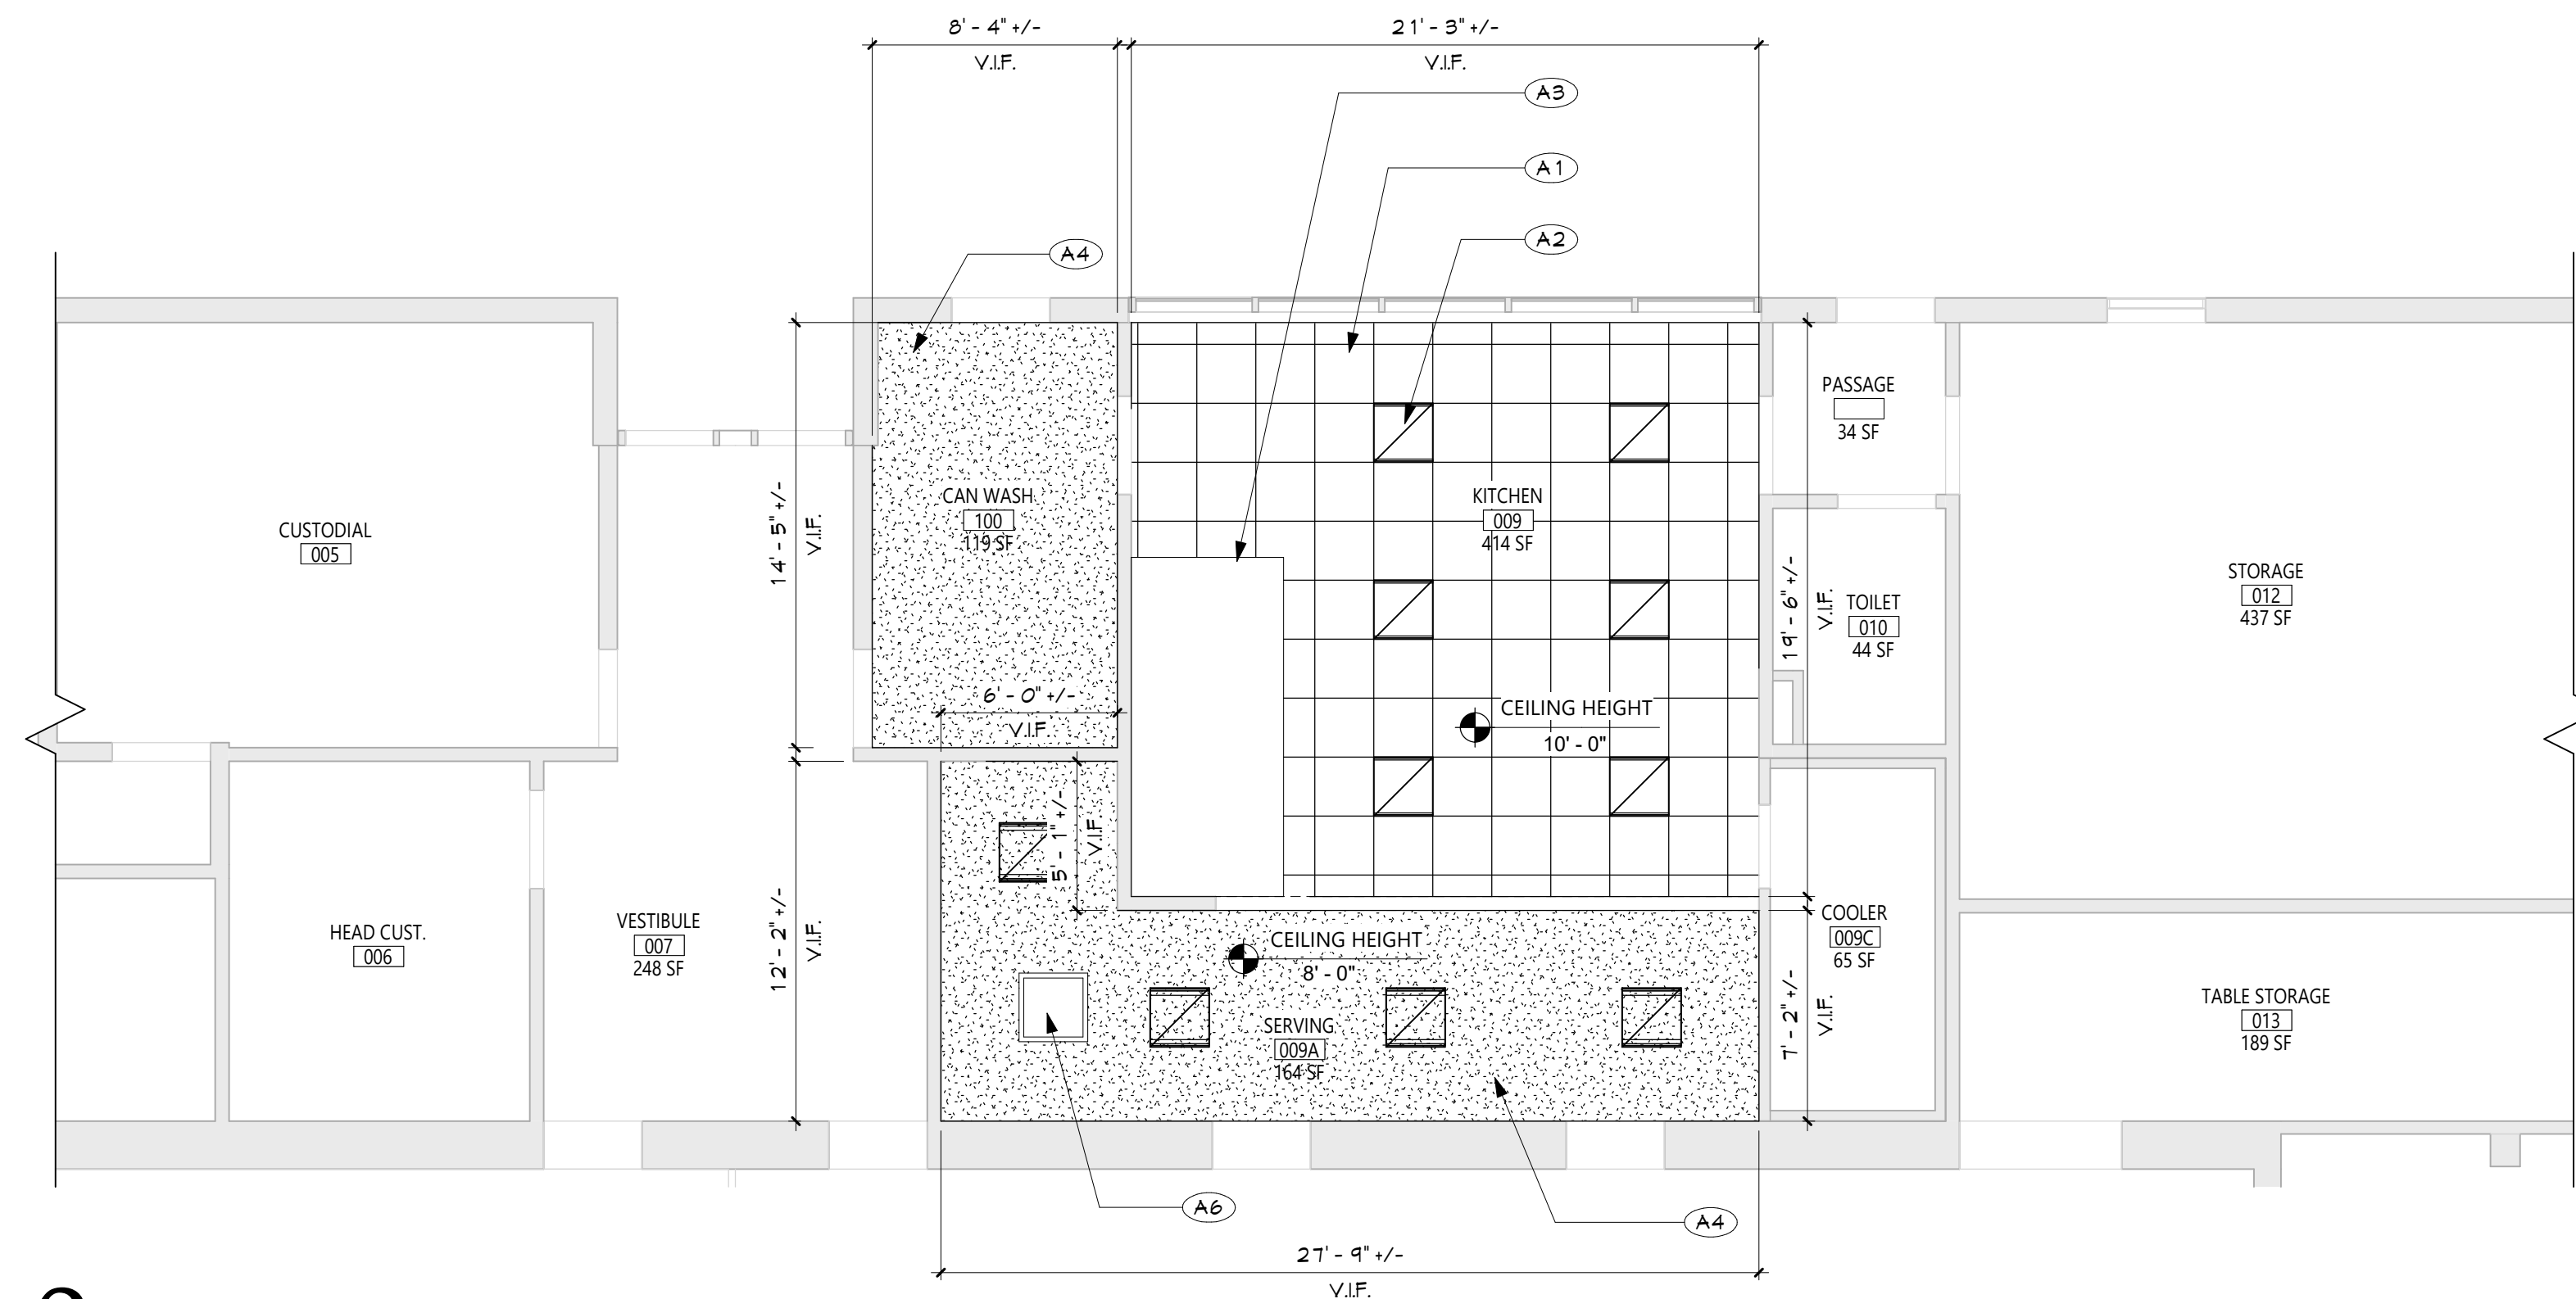 8' - 4" +/-
V.I.F.
21' - 3" +/-
V.I.F.
A3
A1
A2
A4
PASSAGE
34 SF
CAN WASH
100
119 SF
KITCHEN
009
414 SF
CUSTODIAL
005
14' - 5" +/-
V.I.F.
STORAGE
012
437 SF
19' - 6" +/-
V.I.F.
TOILET
010
44 SF
6' - 0" +/-
V.I.F.
CEILING HEIGHT
10' - 0"
5' - 1" +/-
V.I.F.
HEAD CUST.
006
VESTIBULE
007
248 SF
12' - 2" +/-
V.I.F.
CEILING HEIGHT
8' - 0"
COOLER
009C
65 SF
SERVING
009A
164 SF
7' - 2" +/-
V.I.F.
TABLE STORAGE
013
189 SF
A6
A4
27' - 9" +/-
V.I.F.